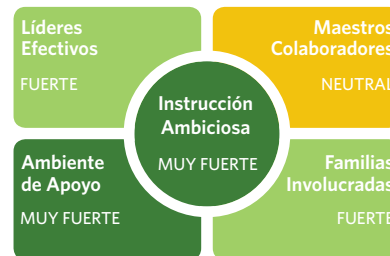 Líderes
Efectivos
FUERTE
Maestros
Colaboradores
NEUTRAL
Instrucción
Ambiciosa
MUY FUERTE
Ambiente
de Apoyo
MUY FUERTE
Familias
Involucradas
FUERTE